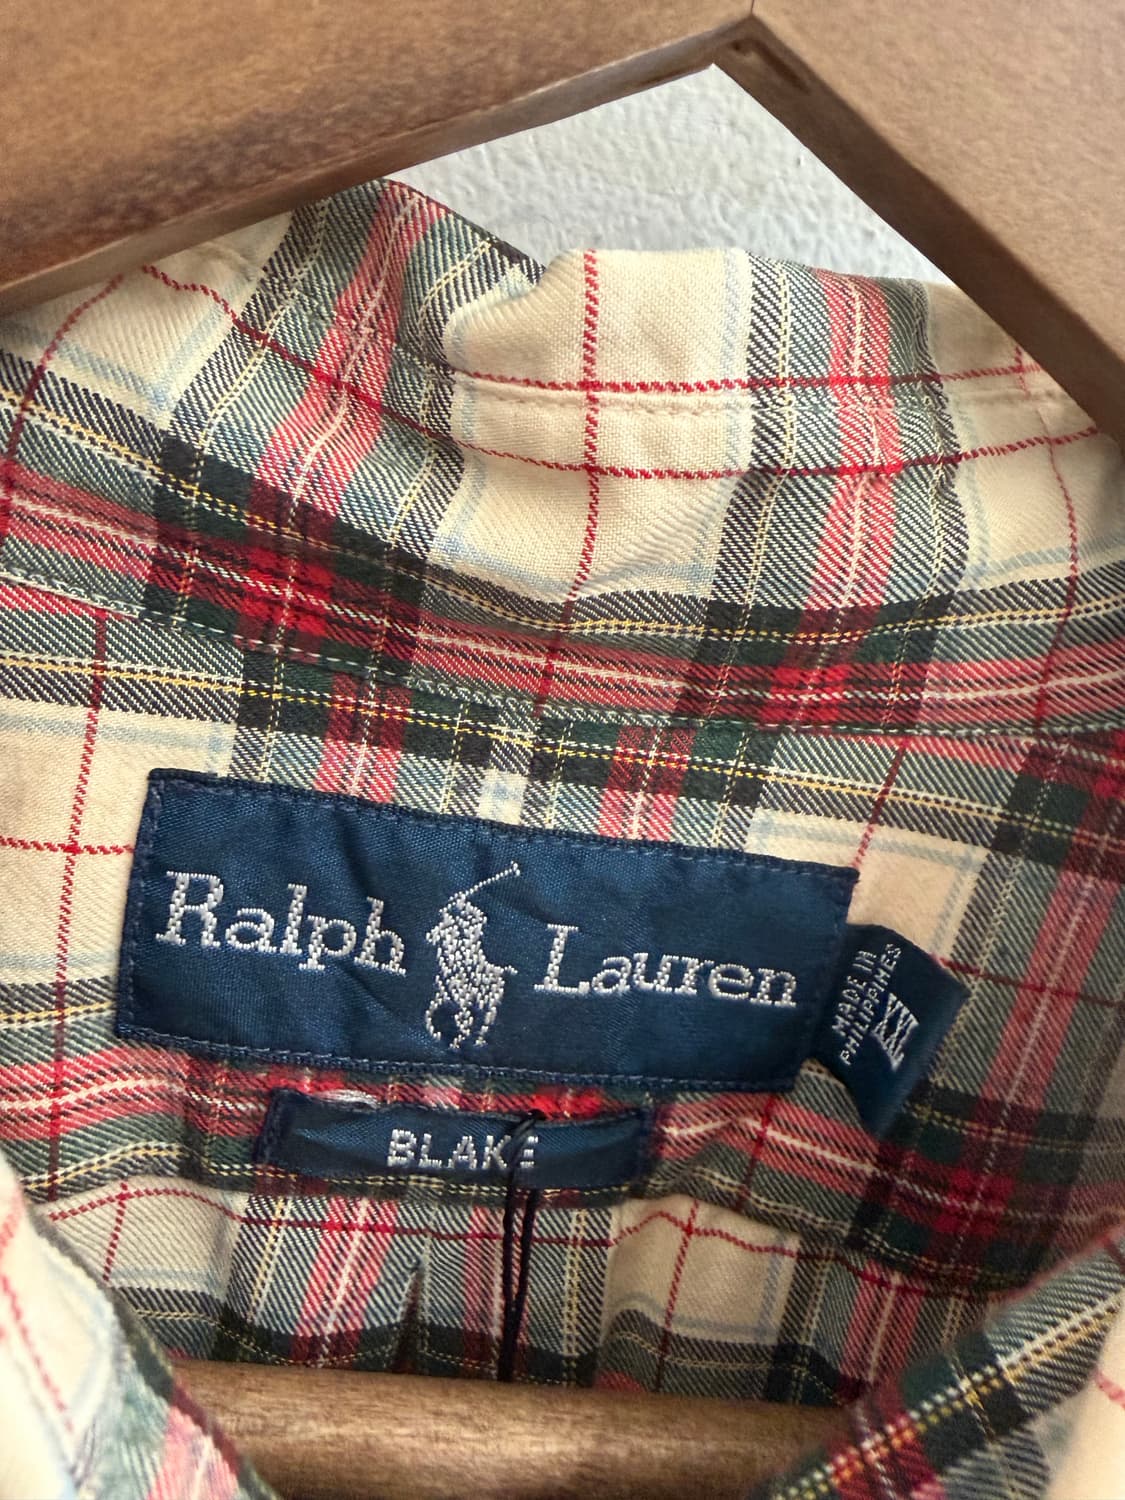 Ralph Lauren
MADE IN
PHILIPPINES
XXL
BLAKE